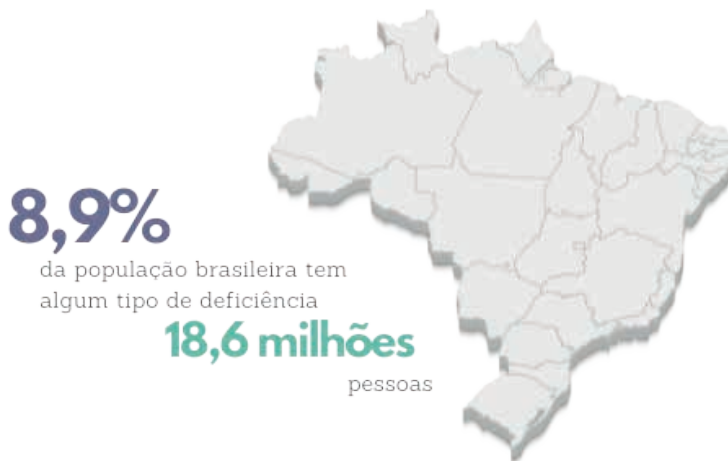 8,9%
da população brasileira tem
algum tipo de deficiência
18,6 milhões
pessoas